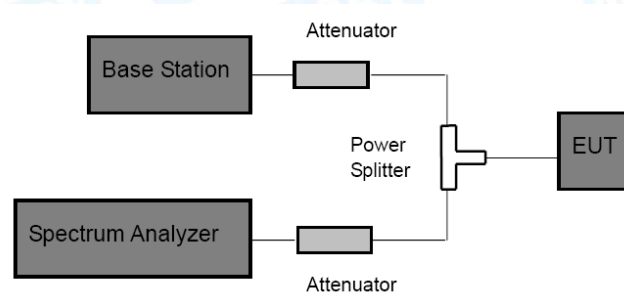 Attenuator
Base Station
Power
Splitter
EUT
Spectrum Analyzer
Attenuator